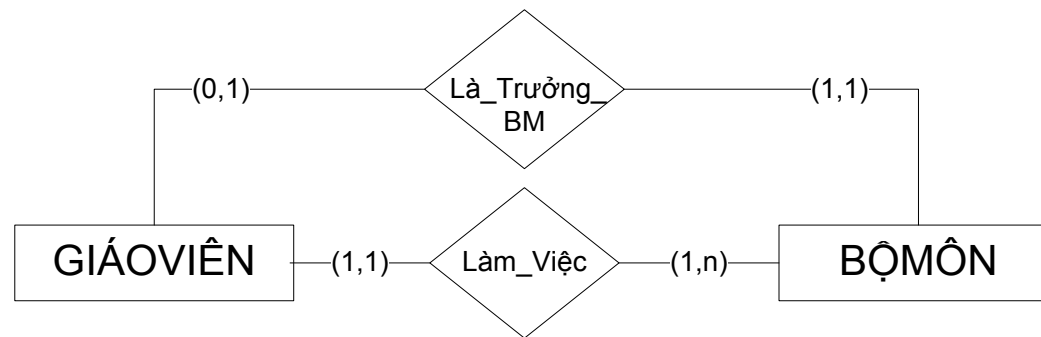 (0,1)
Là_Trưởng_
BM
(1,1)
GIÁOVIÊN
(1,1)
Làm_Việc
(1,n)
BỘMÔN